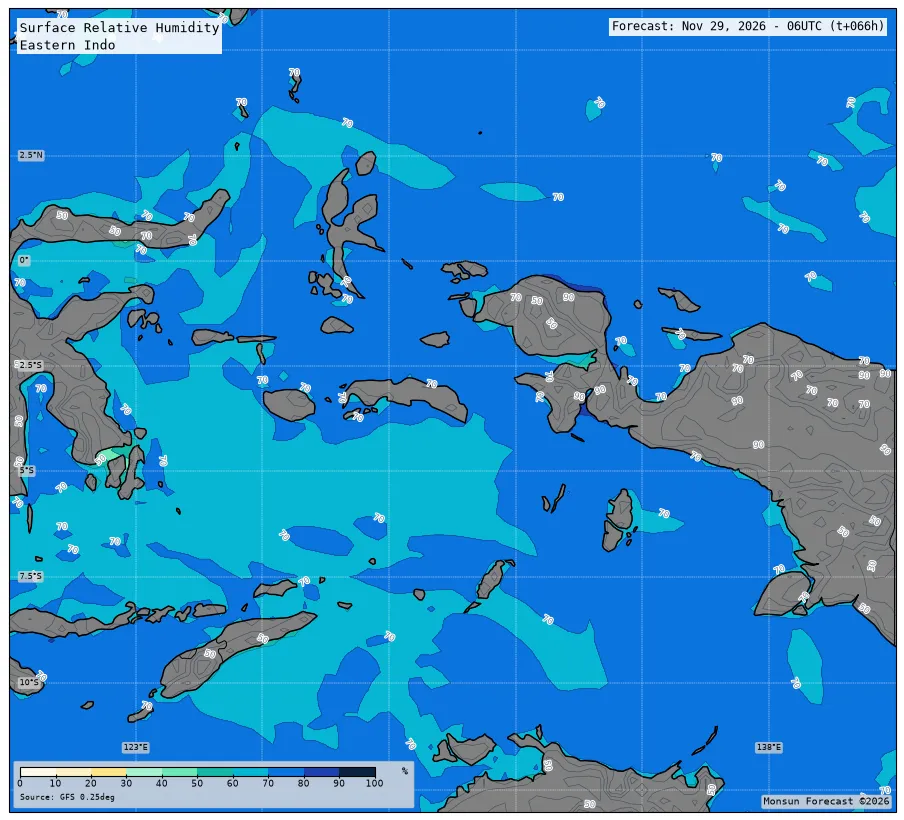 Surface Relative Humidity
Eastern Indo
Forecast: Nov 29, 2026 - 06UTC (t+066h)
2.5°N
0°
2.5°S
5°S
7.5°S
10°S
123°E
138°E
0 10 20 30 40 50 60 70 80 90 100 %
Source: GFS 0.25deg
Monsun Forecast ©2026